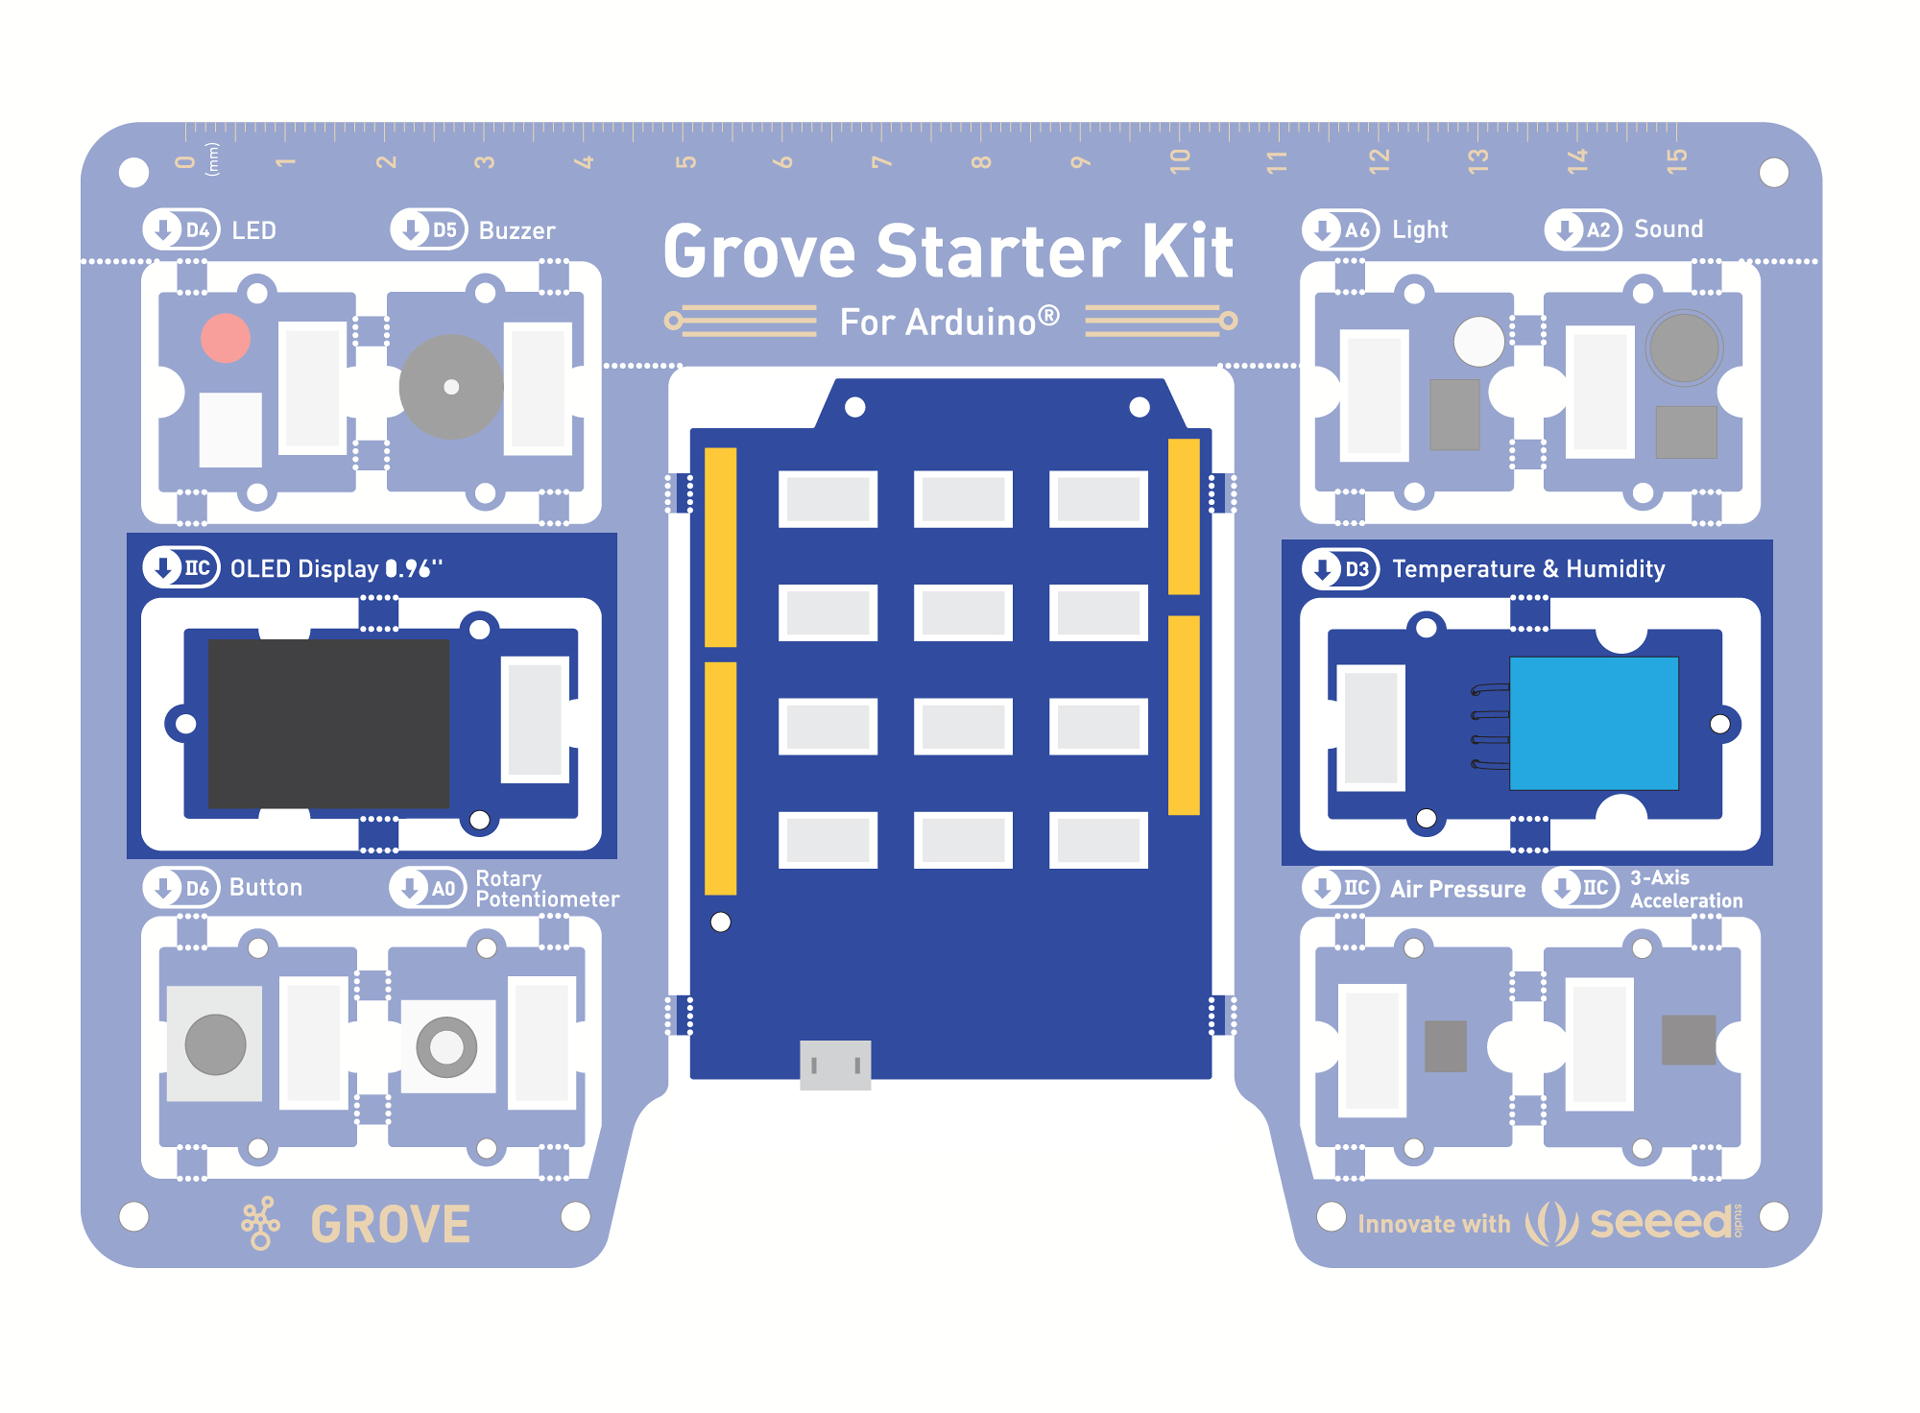 0 (mm) 1 2 3 4 5 6 7 8 9 10 11 12 13 14 15
D4 LED
D5 Buzzer
Grove Starter Kit
For Arduino®
A6 Light
A2 Sound
IIC OLED Display 0.96''
D3 Temperature & Humidity
D6 Button
A0 Rotary
Potentiometer
IIC Air Pressure
IIC 3-Axis
Acceleration
GROVE
Innovate with seeed studio